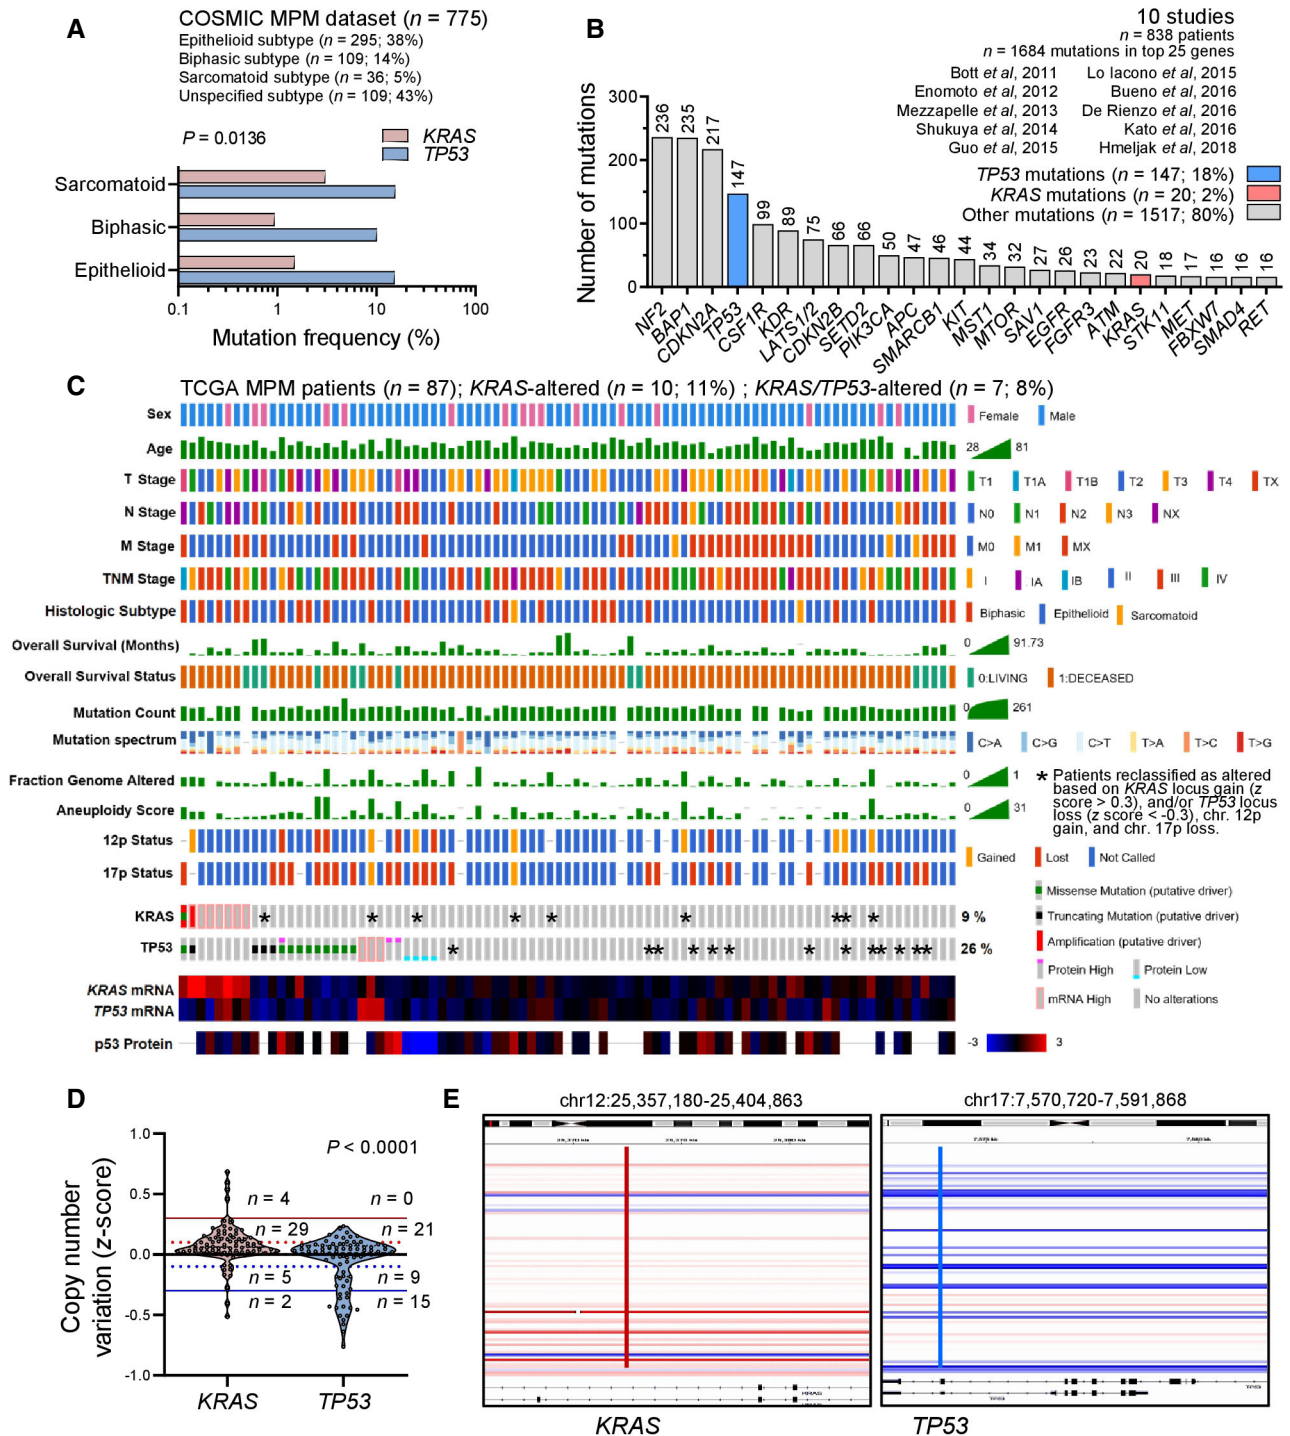 A
COSMIC MPM dataset (n = 775)
Epithelioid subtype (n = 295; 38%)
Biphasic subtype (n = 109; 14%)
Sarcomatoid subtype (n = 36; 5%)
Unspecified subtype (n = 109; 43%)
P = 0.0136
KRAS
TP53
Sarcomatoid
Biphasic
Epithelioid
0.1 1 10 100
Mutation frequency (%)
B
10 studies
n = 838 patients
n = 1684 mutations in top 25 genes
Bott et al, 2011 Lo Iacono et al, 2015
Enomoto et al, 2012 Bueno et al, 2016
Mezzapelle et al, 2013 De Rienzo et al, 2016
Shukuya et al, 2014 Kato et al, 2016
Guo et al, 2015 Hmeljak et al, 2018
TP53 mutations (n = 147; 18%)
KRAS mutations (n = 20; 2%)
Other mutations (n = 1517; 80%)
Number of mutations
300
200
100
0
236 235 217 147 99 89 75 66 66 50 47 46 44 34 32 27 26 23 22 20 18 17 16 16 16
NF2 BAP1 CDKN2A TP53 CSF1R KDR LATS1/2 CDKN2B SETD2 PIK3CA APC SMARCB1 KIT MST1 MTOR SAV1 EGFR FGFR3 ATM KRAS STK11 MET FBXW7 SMAD4 RET
C
TCGA MPM patients (n = 87); KRAS-altered (n = 10; 11%) ; KRAS/TP53-altered (n = 7; 8%)
Sex Female Male
Age 28 81
T Stage T1 T1A T1B T2 T3 T4 TX
N Stage N0 N1 N2 N3 NX
M Stage M0 M1 MX
TNM Stage I IA IB II III IV
Histologic Subtype Biphasic Epithelioid Sarcomatoid
Overall Survival (Months) 0 91.73
Overall Survival Status 0:LIVING 1:DECEASED
Mutation Count 0 261
Mutation spectrum C>A C>G C>T T>A T>C T>G
Fraction Genome Altered 0 1
Aneuploidy Score 0 31
* Patients reclassified as altered
based on KRAS locus gain (z
score > 0.3), and/or TP53 locus
loss (z score < -0.3), chr. 12p
gain, and chr. 17p loss.
12p Status
Gained Lost Not Called
17p Status
KRAS * * * * * * ** * 9 %
TP53 * ** * * * * * ** * ** 26 %
Missense Mutation (putative driver)
Truncating Mutation (putative driver)
Amplification (putative driver)
Protein High Protein Low
mRNA High No alterations
KRAS mRNA
TP53 mRNA
p53 Protein
-3 3
D
P < 0.0001
Copy number
variation (z-score)
1.0
0.5
0.0
-0.5
-1.0
n = 4 n = 0
n = 29 n = 21
n = 5 n = 9
n = 2 n = 15
KRAS TP53
E
chr12:25,357,180-25,404,863 chr17:7,570,720-7,591,868
KRAS
TP53
KRAS TP53